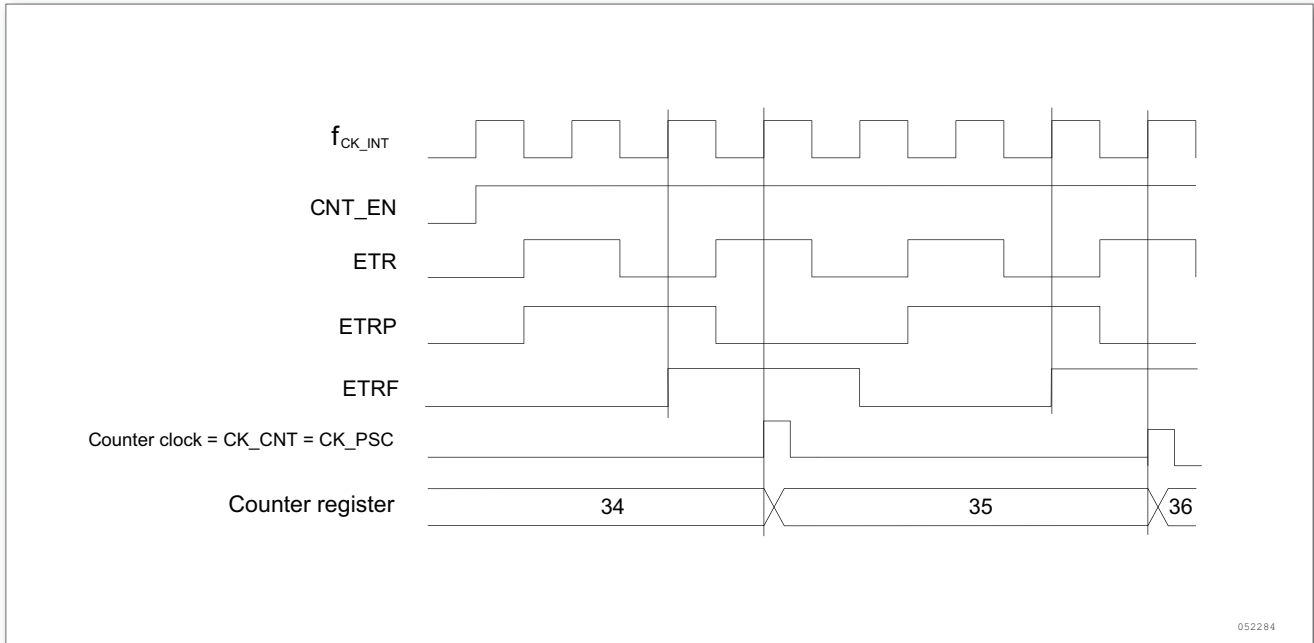 fCK_INT
CNT_EN
ETR
ETRP
ETRF
Counter clock = CK_CNT = CK_PSC
Counter register 34 35 36
052284